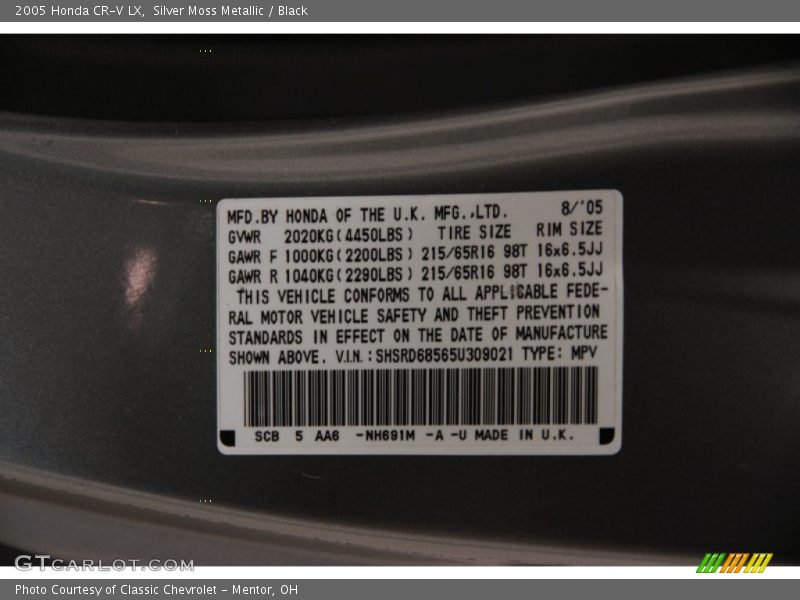 2005 Honda CR-V LX, Silver Moss Metallic / Black
MFD.BY HONDA OF THE U.K. MFG.,LTD. 8/'05
GVWR 2020KG(4450LBS) TIRE SIZE RIM SIZE
GAWR F 1000KG(2200LBS) 215/65R16 98T 16x6.5JJ
GAWR R 1040KG(2290LBS) 215/65R16 98T 16x6.5JJ
THIS VEHICLE CONFORMS TO ALL APPLICABLE FEDE-
RAL MOTOR VEHICLE SAFETY AND THEFT PREVENTION
STANDARDS IN EFFECT ON THE DATE OF MANUFACTURE
SHOWN ABOVE. V.I.N.:SHSRD68565U309021 TYPE: MPV
SCB 5 AA6 -NH691M -A -U MADE IN U.K.
GTCARLOT.COM
Photo Courtesy of Classic Chevrolet - Mentor, OH